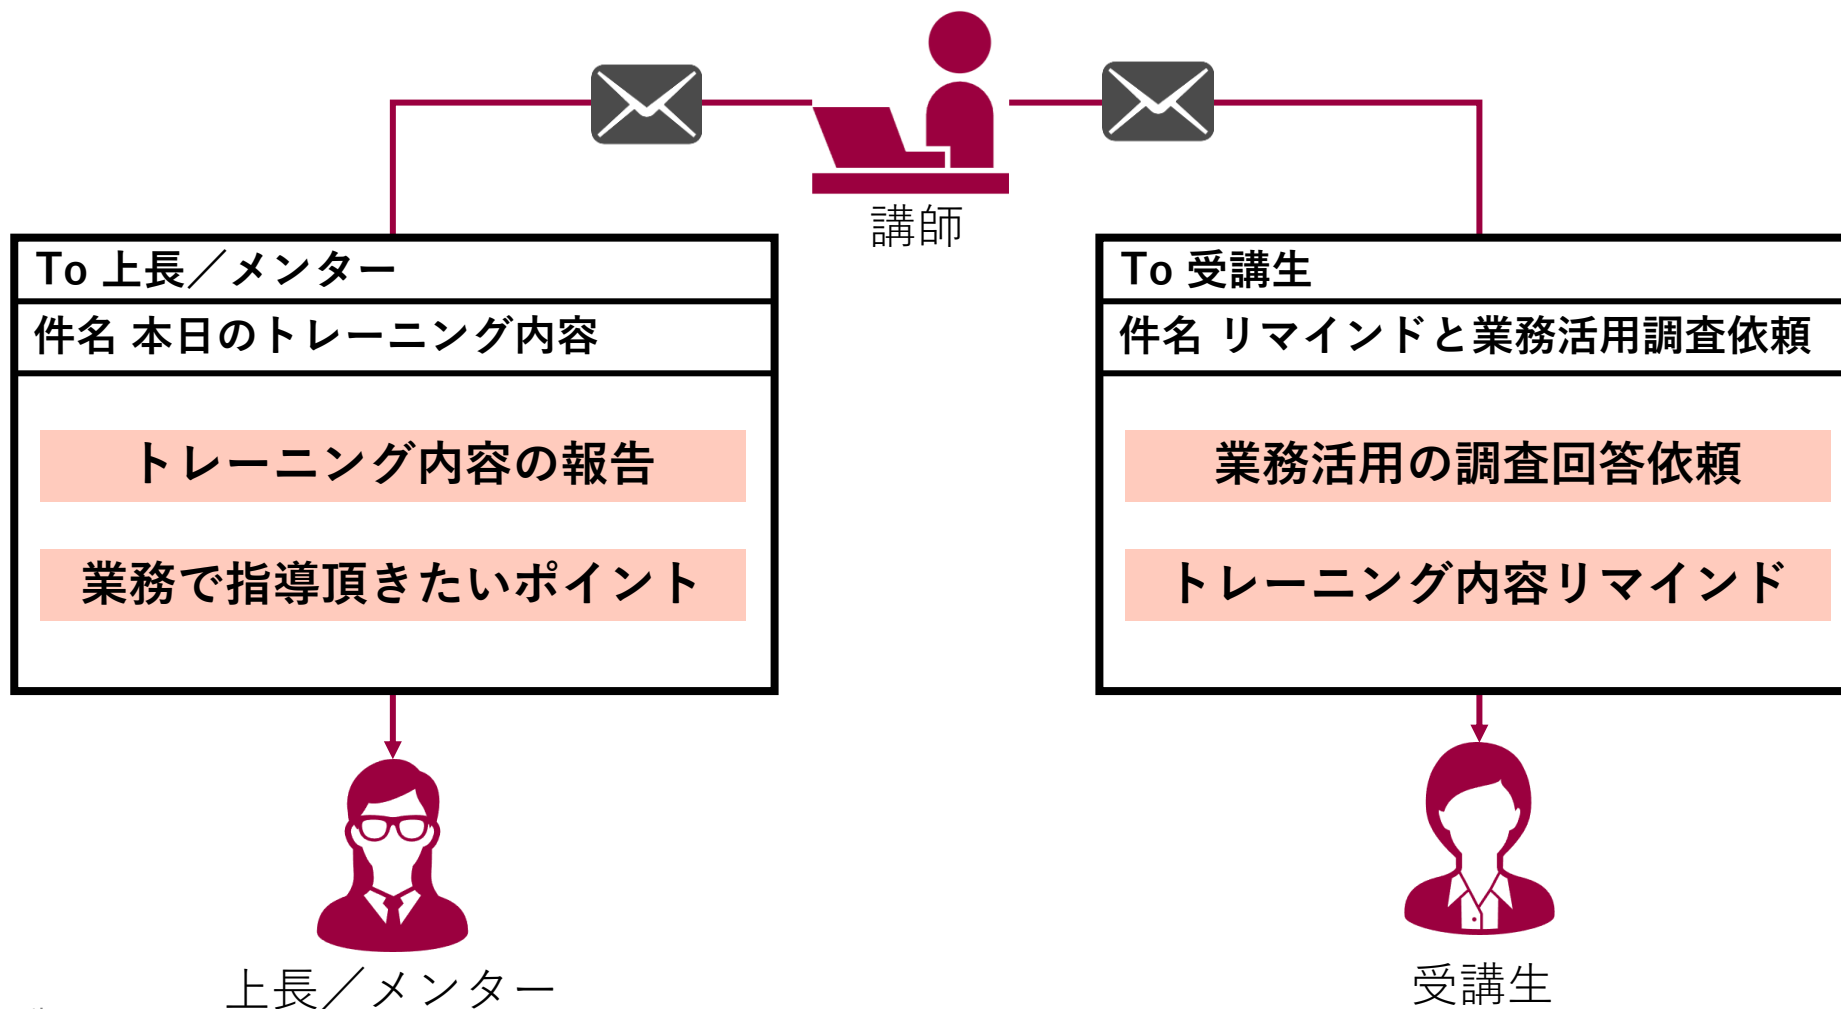 講師
To 上長／メンター
件名 本日のトレーニング内容
トレーニング内容の報告
業務で指導頂きたいポイント
上長／メンター
To 受講生
件名 リマインドと業務活用調査依頼
業務活用の調査回答依頼
トレーニング内容リマインド
受講生